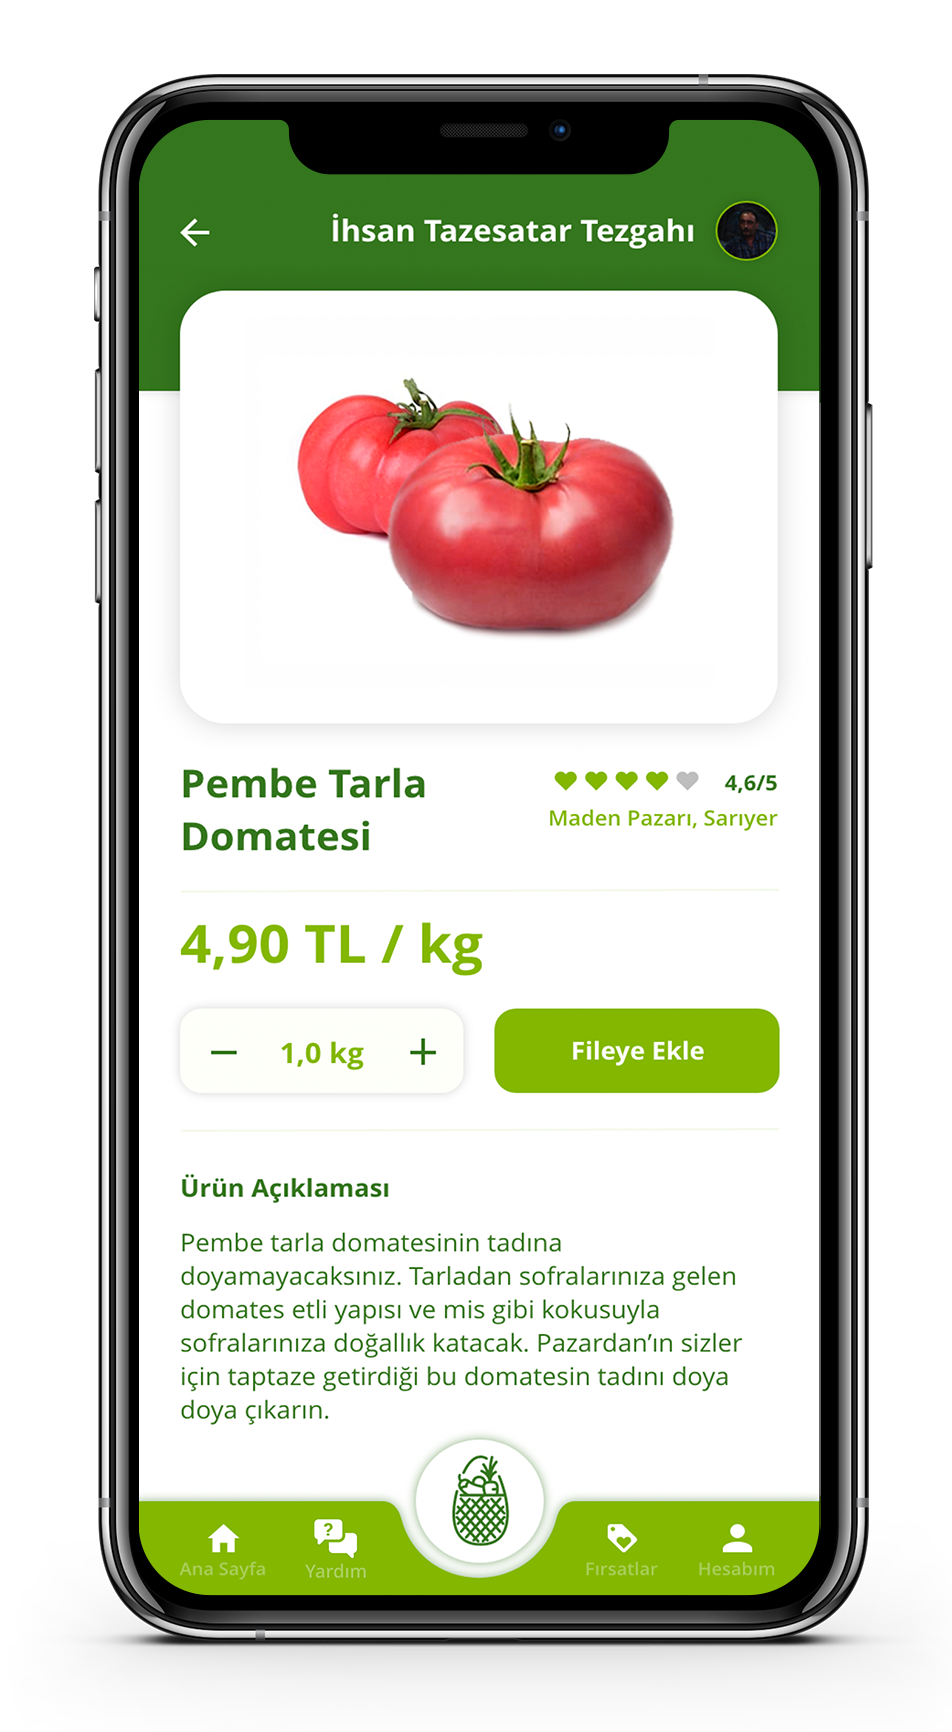 İhsan Tazesatar Tezgahı
Pembe Tarla
Domatesi
4,6/5
Maden Pazarı, Sarıyer
4,90 TL / kg
− 1,0 kg +
Fileye Ekle
Ürün Açıklaması
Pembe tarla domatesinin tadına
doyamayacaksınız. Tarladan sofralarınıza gelen
domates etli yapısı ve mis gibi kokusuyla
sofralarınıza doğallık katacak. Pazardan’ın sizler
için taptaze getirdiği bu domatesin tadını doya
doya çıkarın.
?
Ana Sayfa
Yardım
Fırsatlar
Hesabım